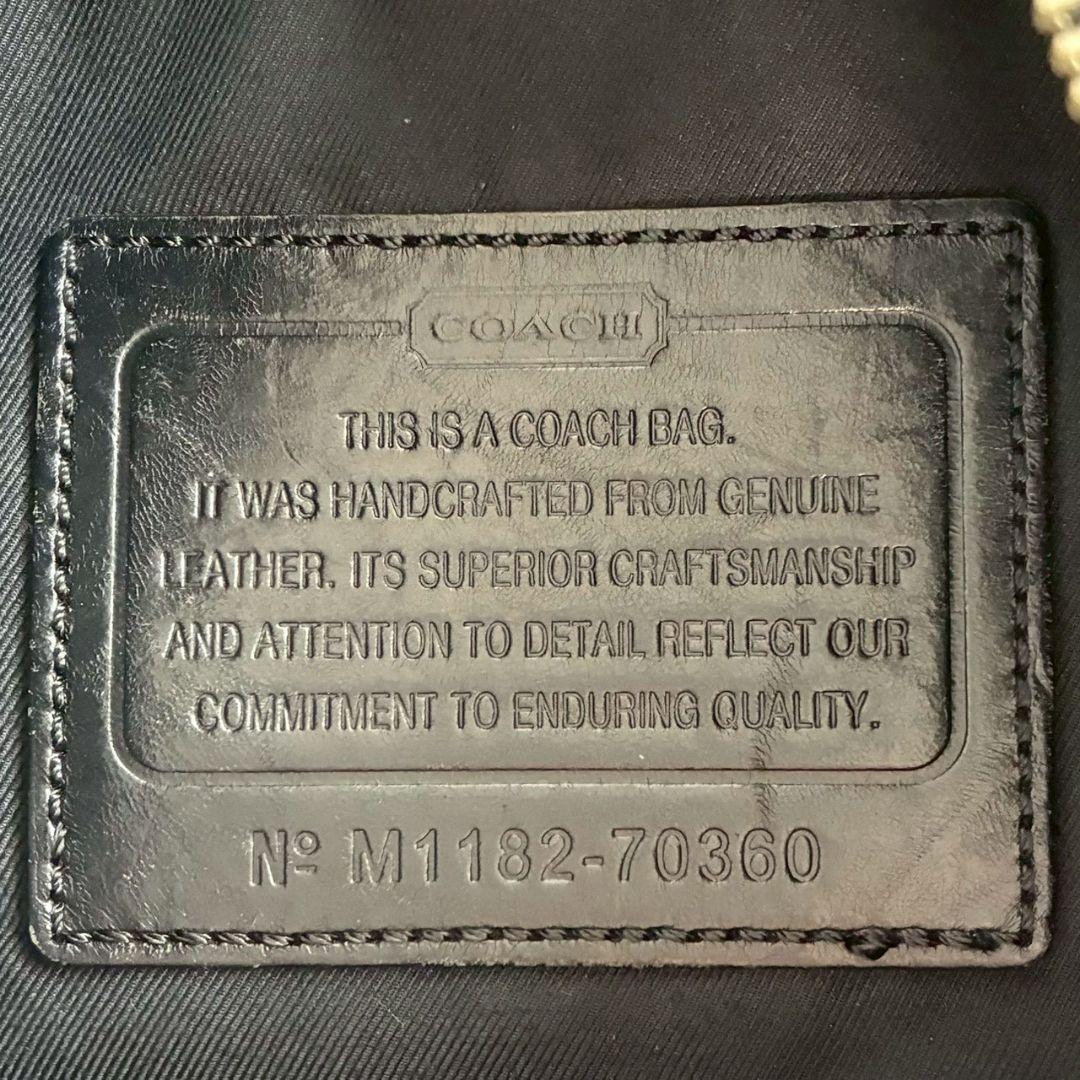 COACH
THIS IS A COACH BAG.
IT WAS HANDCRAFTED FROM GENUINE
LEATHER. ITS SUPERIOR CRAFTSMANSHIP
AND ATTENTION TO DETAIL REFLECT OUR
COMMITMENT TO ENDURING QUALITY.
Nº M1182-70360